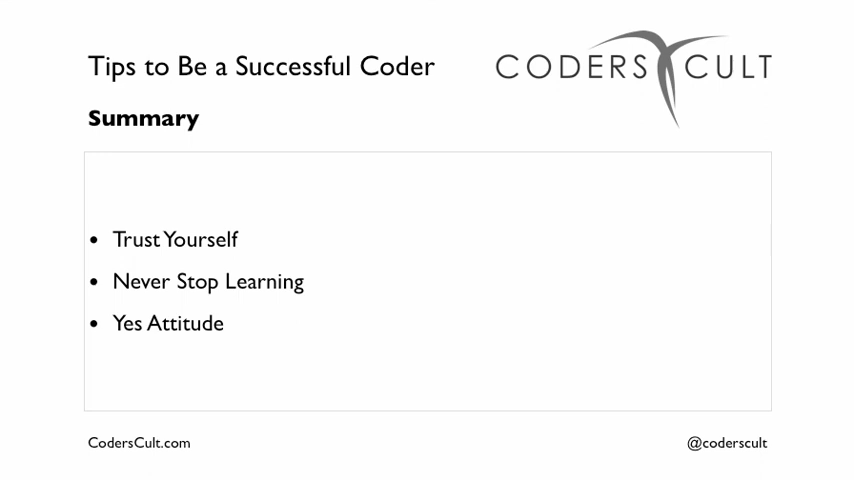 Tips to Be a Successful Coder
CODERS CULT
Summary
• Trust Yourself
• Never Stop Learning
• Yes Attitude
CodersCult.com
@coderscult